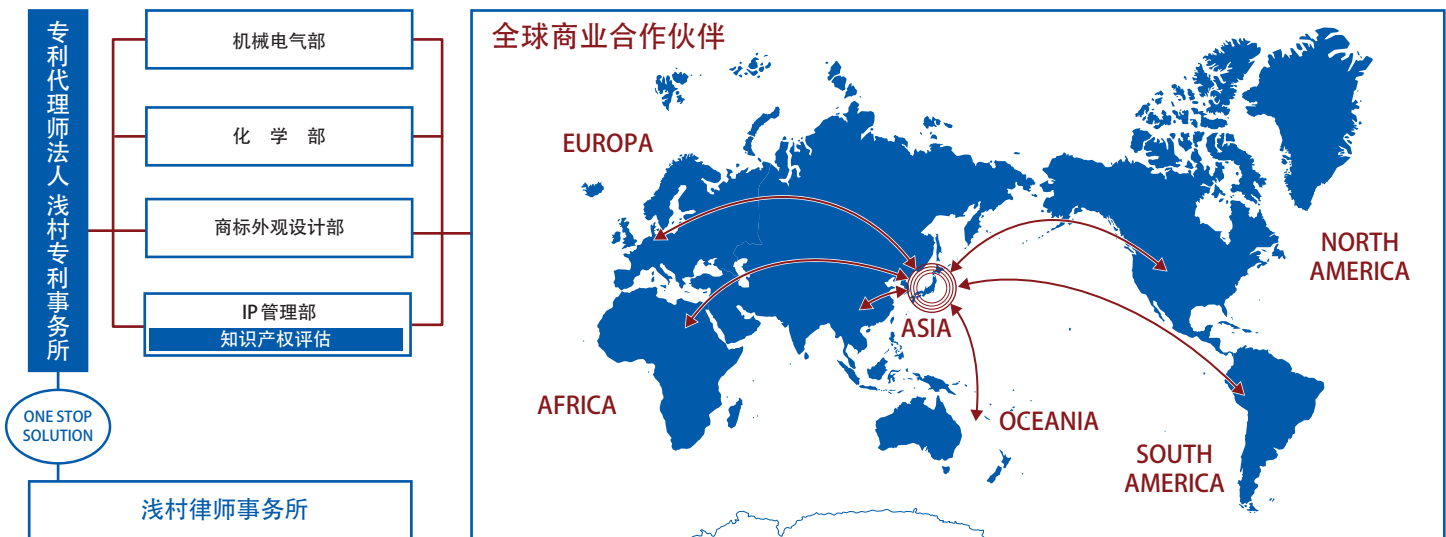 专利代理师法人 浅村专利事务所
机械电气部
化 学 部
商标外观设计部
IP管理部
知识产权评估
ONE STOP
SOLUTION
浅村律师事务所
全球商业合作伙伴
EUROPA
NORTH
AMERICA
ASIA
AFRICA
OCEANIA
SOUTH
AMERICA